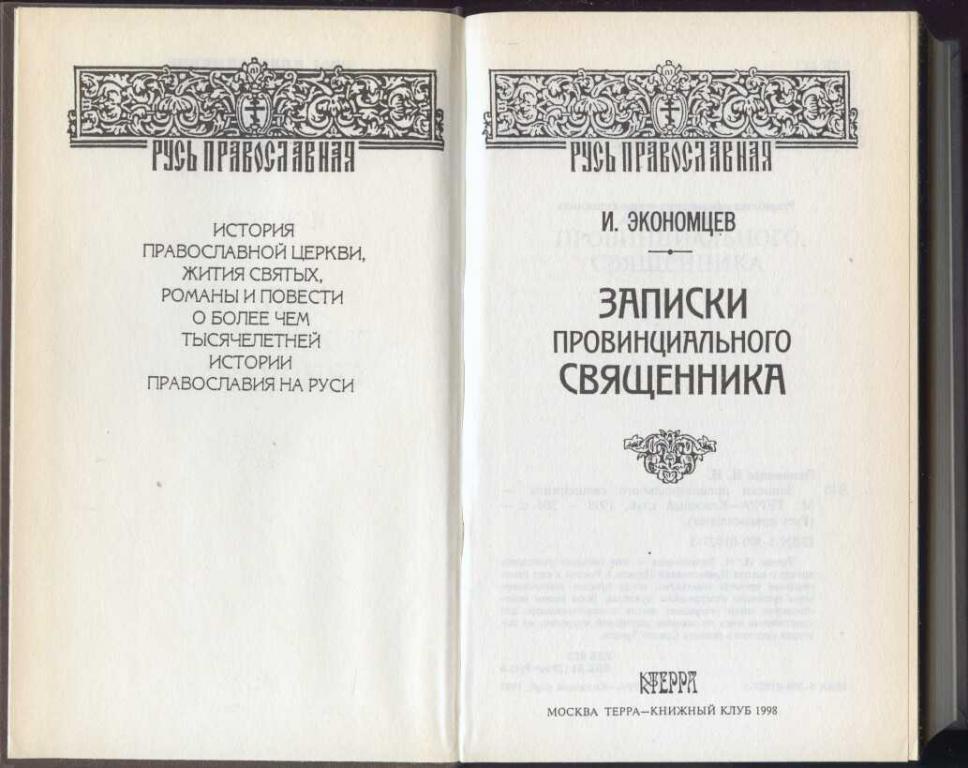 РУСЬ ПРАВОСЛАВНАЯ
ИСТОРИЯ
ПРАВОСЛАВНОЙ ЦЕРКВИ,
ЖИТИЯ СВЯТЫХ,
РОМАНЫ И ПОВЕСТИ
О БОЛЕЕ ЧЕМ
ТЫСЯЧЕЛЕТНЕЙ
ИСТОРИИ
ПРАВОСЛАВИЯ НА РУСИ
РУСЬ ПРАВОСЛАВНАЯ
И. ЭКОНОМЦЕВ
ЗАПИСКИ
ПРОВИНЦИАЛЬНОГО
СВЯЩЕННИКА
ТЕРРА
МОСКВА ТЕРРА—КНИЖНЫЙ КЛУБ 1998